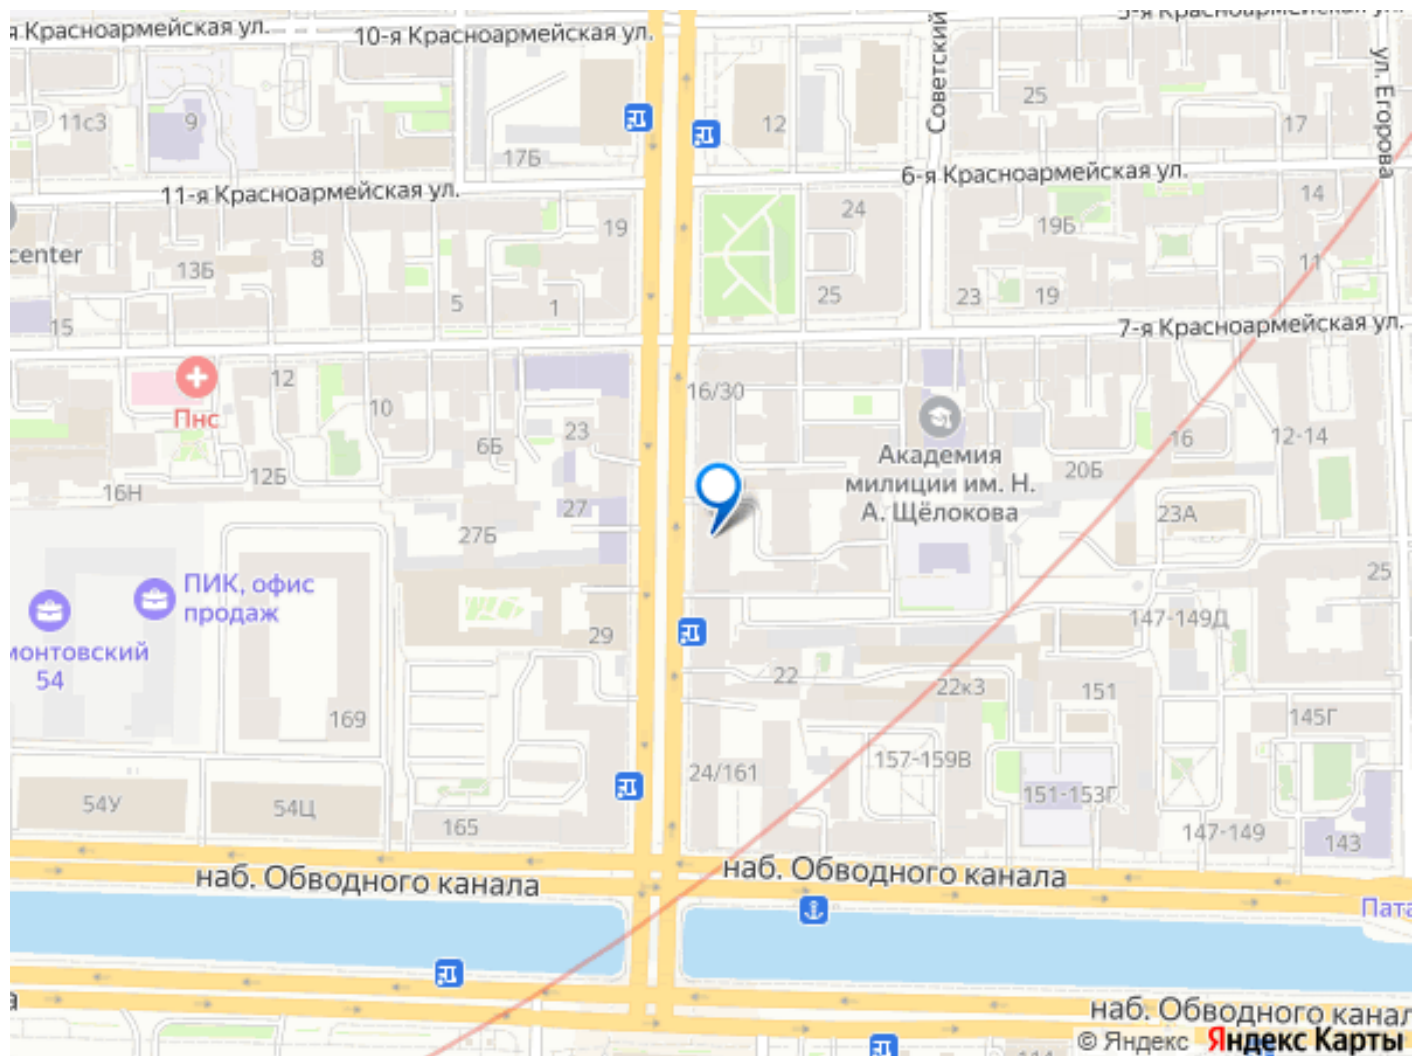 я Красноармейская ул.
10-я Красноармейская ул.
Советский
ул. Егорова
11с3
9
17Б
12
25
17
11-я Красноармейская ул.
6-я Красноармейская ул.
center
13Б
8
19
5
1
15
24
25
19Б
14
11
23
19
7-я Красноармейская ул.
Пнс
12
10
6Б
23
16/30
16
12-14
Академия
милиции им. Н.
А. Щёлокова
20Б
12Б
16Н
27
27Б
23А
25
ПИК, офис
продаж
монтовский
54
29
147-149Д
22
22к3
151
145Г
169
24/161
157-159В
151-153Г
54У
54Ц
165
147-149
143
наб. Обводного канала
наб. Обводного канала
Пата
наб. Обводного канал
© Яндекс Яндекс Карты